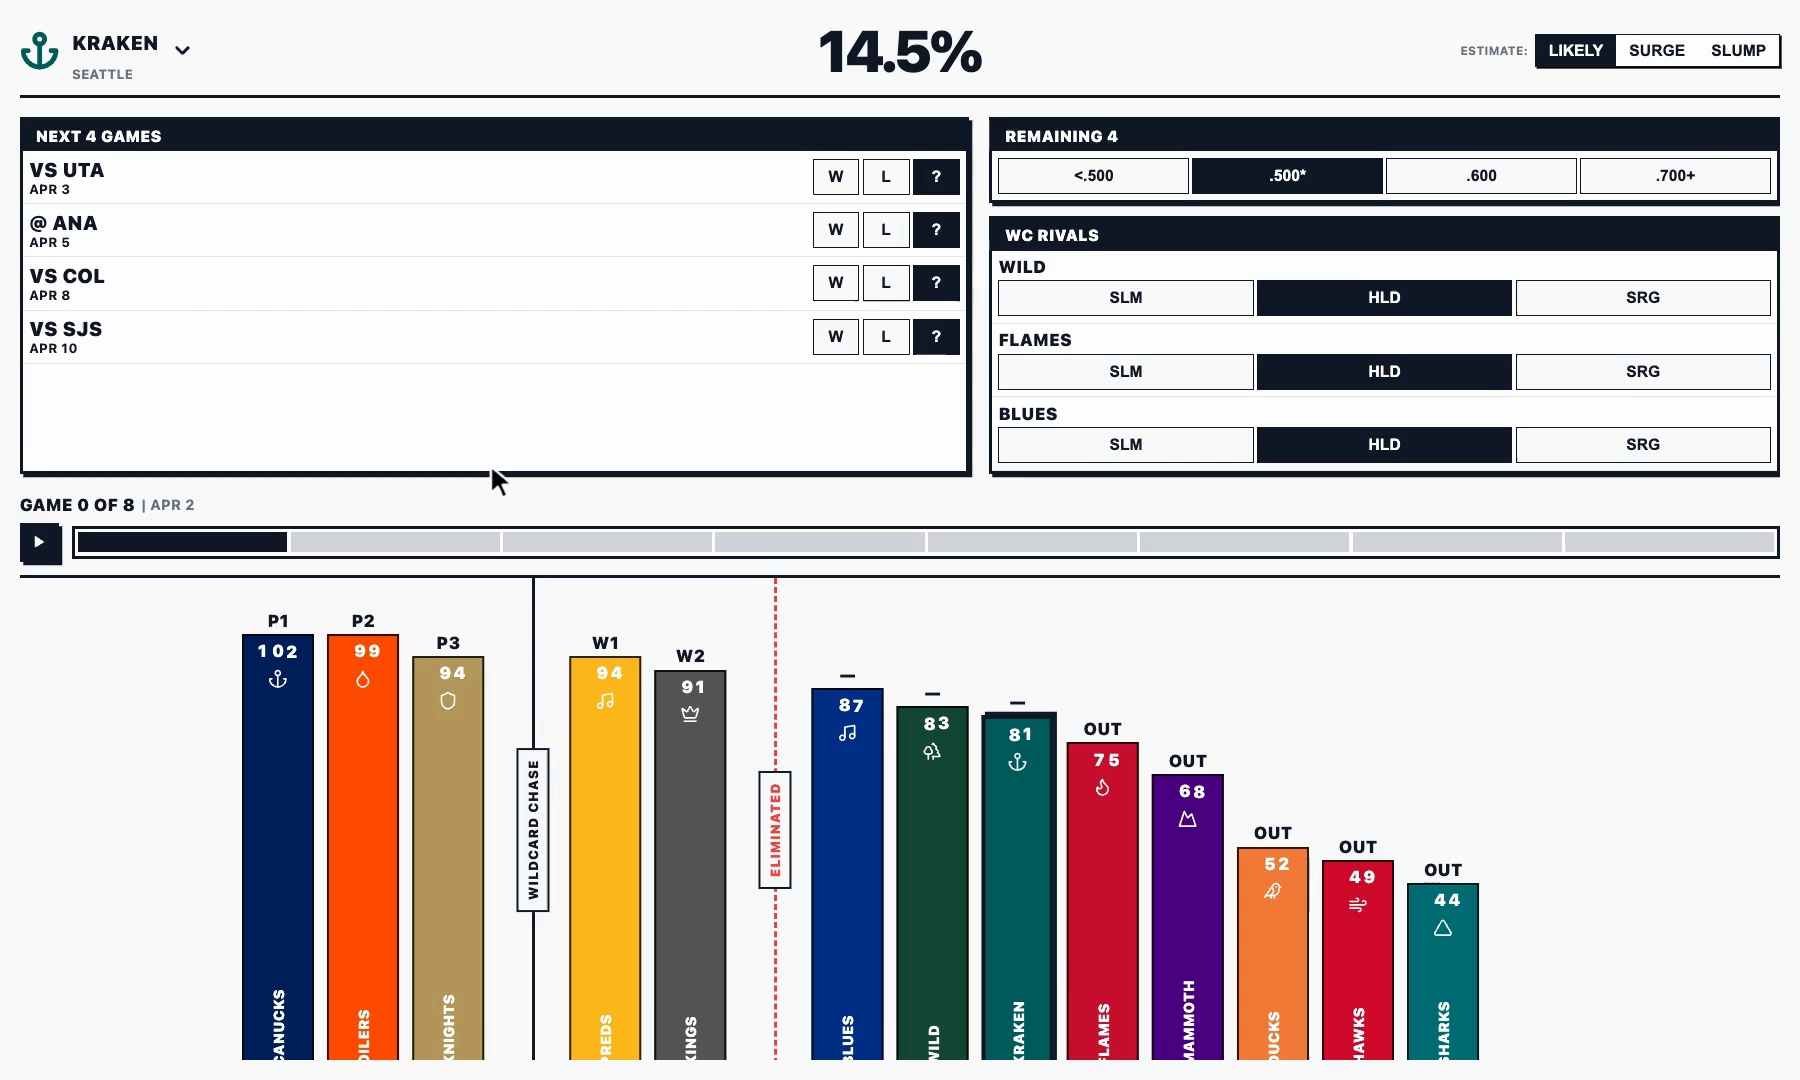 KRAKEN
SEATTLE
14.5%
ESTIMATE: LIKELY SURGE SLUMP
NEXT 4 GAMES
VS UTA
APR 3
W L ?
@ ANA
APR 5
W L ?
VS COL
APR 8
W L ?
VS SJS
APR 10
W L ?
REMAINING 4
<.500 .500* .600 .700+
WC RIVALS
WILD
SLM HLD SRG
FLAMES
SLM HLD SRG
BLUES
SLM HLD SRG
GAME 0 OF 8 | APR 2
P1
102
CANUCKS
P2
99
OILERS
P3
94
KNIGHTS
WILDCARD CHASE
W1
94
PREDS
W2
91
KINGS
ELIMINATED
–
87
BLUES
–
83
WILD
–
81
KRAKEN
OUT
75
FLAMES
OUT
68
MAMMOTH
OUT
52
DUCKS
OUT
49
HAWKS
OUT
44
SHARKS